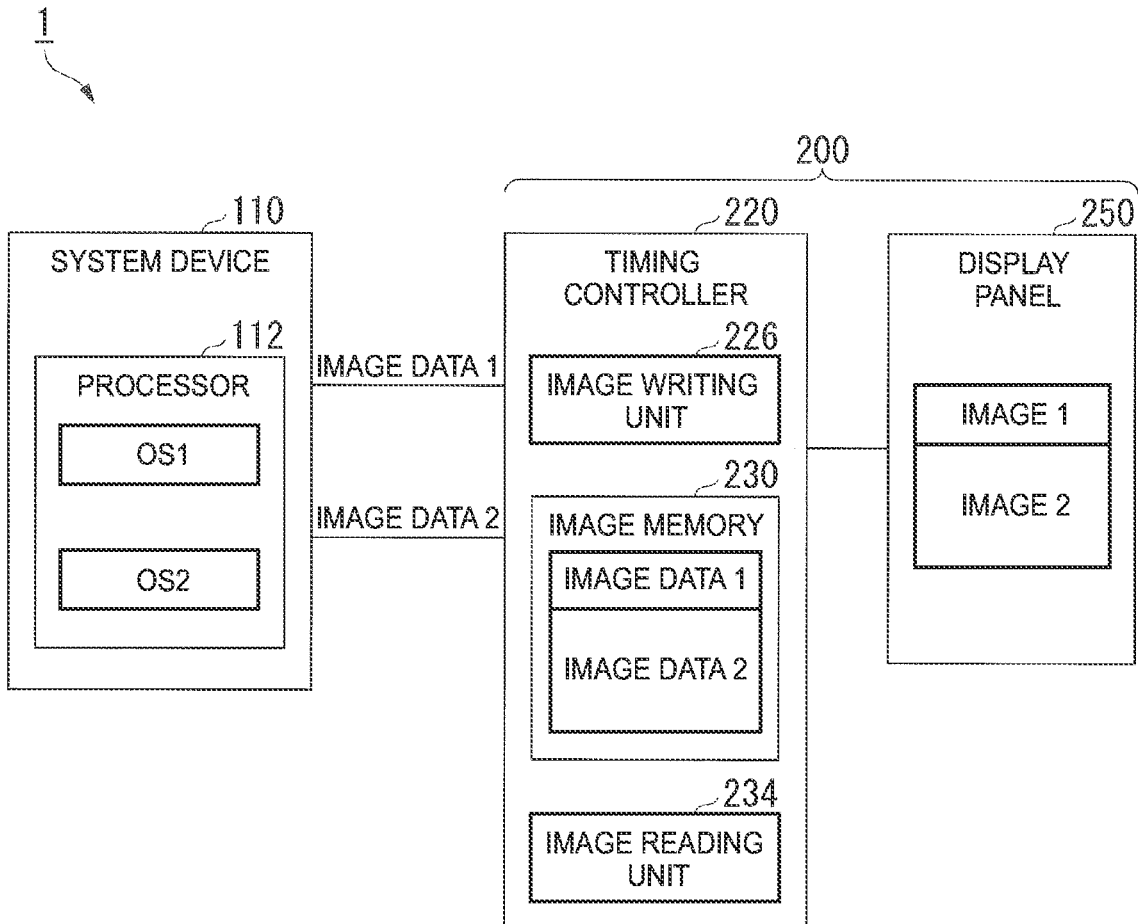 1
200
110
220
250
SYSTEM DEVICE
TIMING
CONTROLLER
DISPLAY
PANEL
112
PROCESSOR
OS1
OS2
IMAGE DATA 1
IMAGE DATA 2
226
IMAGE WRITING
UNIT
230
IMAGE MEMORY
IMAGE DATA 1
IMAGE DATA 2
234
IMAGE READING
UNIT
IMAGE 1
IMAGE 2